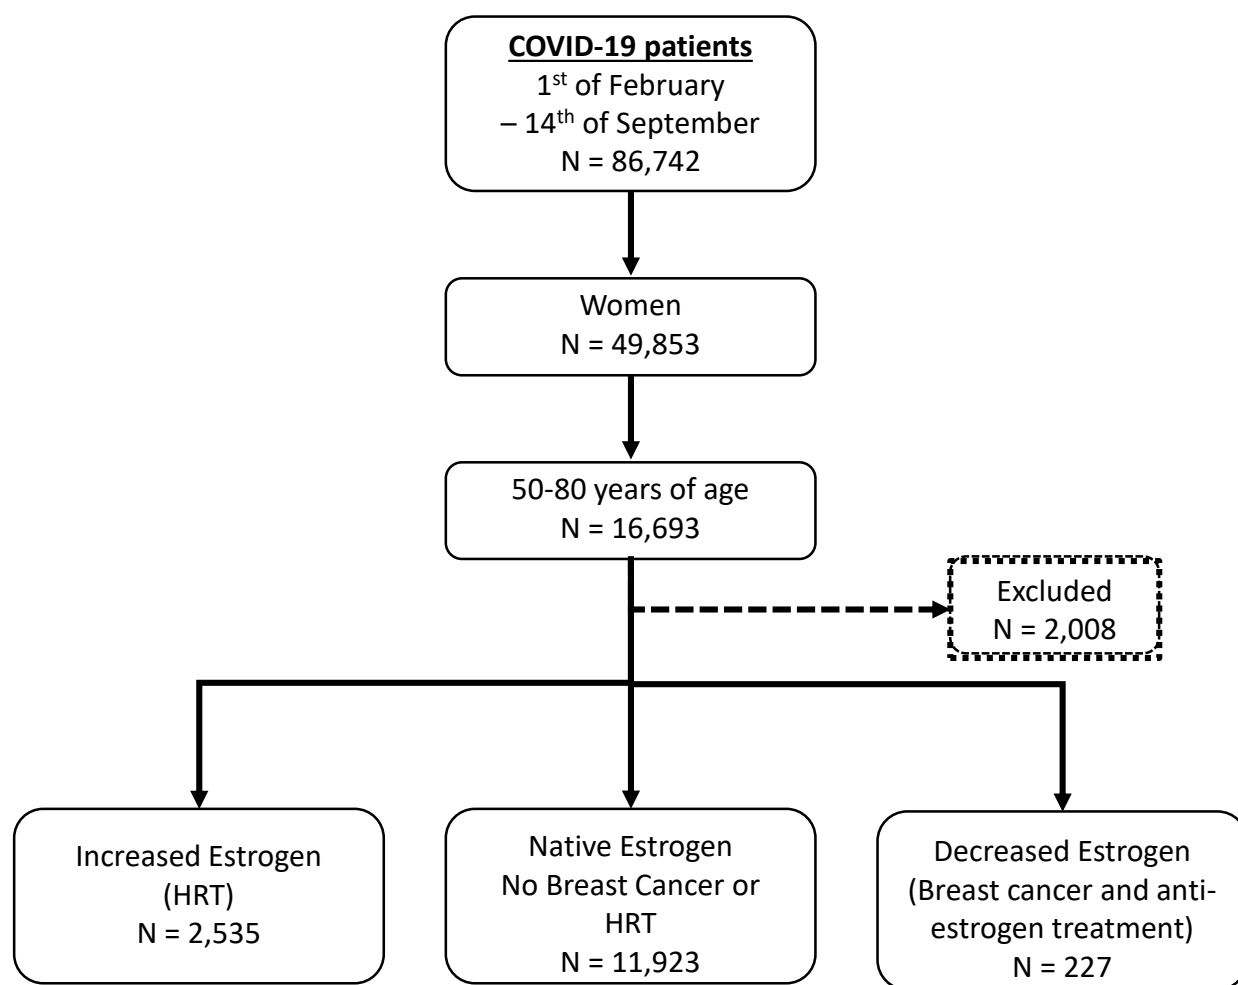 COVID-19 patients
1st of February
– 14th of September
N = 86,742
Women
N = 49,853
50-80 years of age
N = 16,693
Excluded
N = 2,008
Increased Estrogen
(HRT)
N = 2,535
Native Estrogen
No Breast Cancer or
HRT
N = 11,923
Decreased Estrogen
(Breast cancer and anti-
estrogen treatment)
N = 227